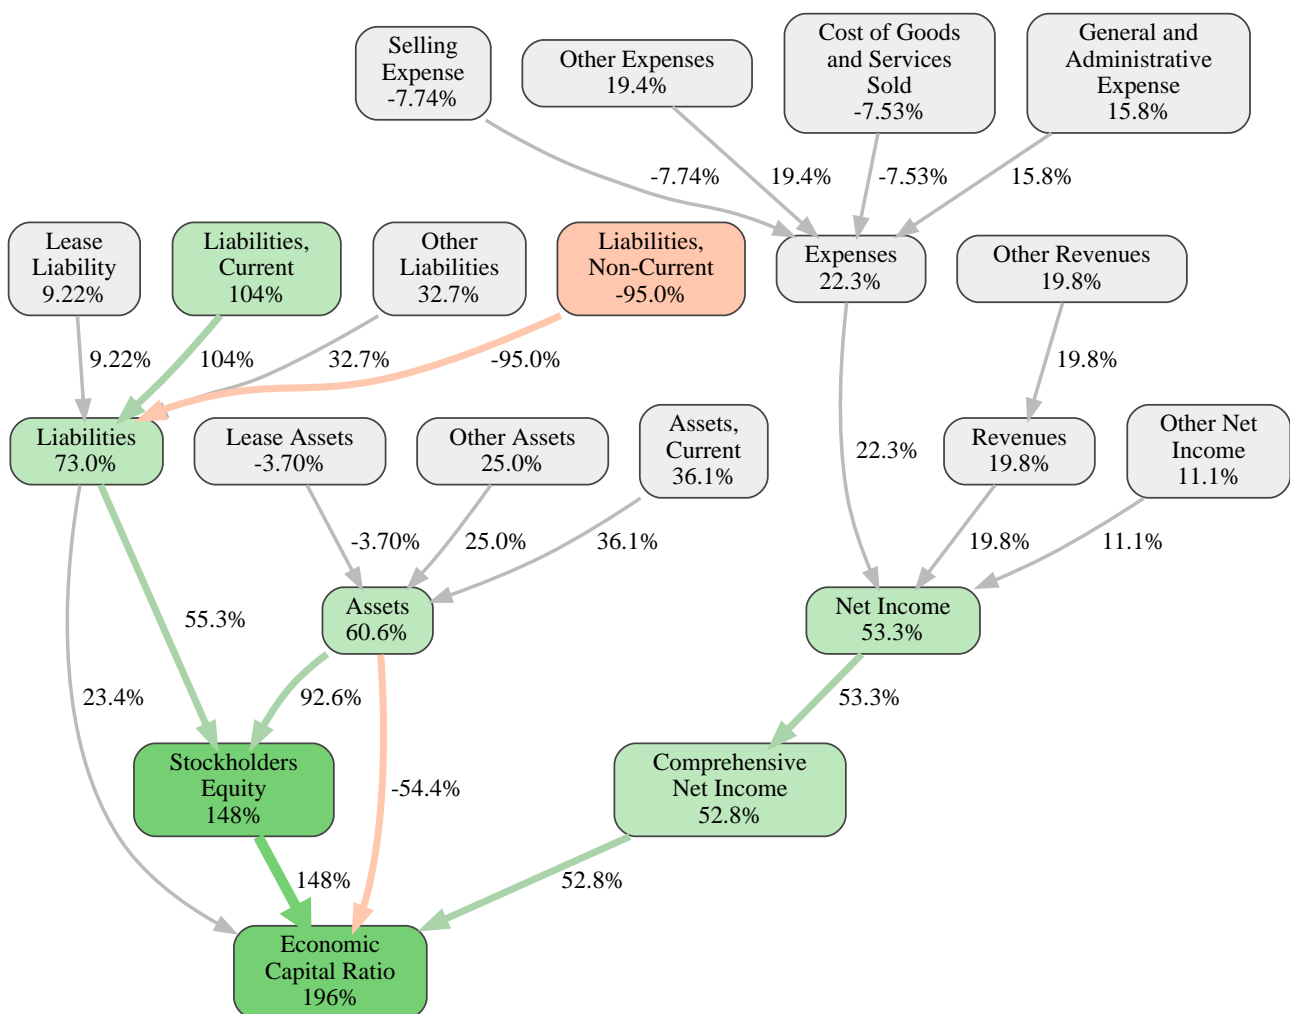 Selling
Expense
-7.74%
Other Expenses
19.4%
Cost of Goods
and Services
Sold
-7.53%
General and
Administrative
Expense
15.8%
-7.74%
19.4%
-7.53%
15.8%
Lease
Liability
9.22%
Liabilities,
Current
104%
Other
Liabilities
32.7%
Liabilities,
Non-Current
-95.0%
Expenses
22.3%
Other Revenues
19.8%
9.22%
104%
32.7%
-95.0%
19.8%
Liabilities
73.0%
Lease Assets
-3.70%
Other Assets
25.0%
Assets,
Current
36.1%
22.3%
Revenues
19.8%
Other Net
Income
11.1%
-3.70%
25.0%
36.1%
19.8%
11.1%
55.3%
Assets
60.6%
Net Income
53.3%
23.4%
92.6%
53.3%
Stockholders
Equity
148%
-54.4%
Comprehensive
Net Income
52.8%
148%
52.8%
Economic
Capital Ratio
196%